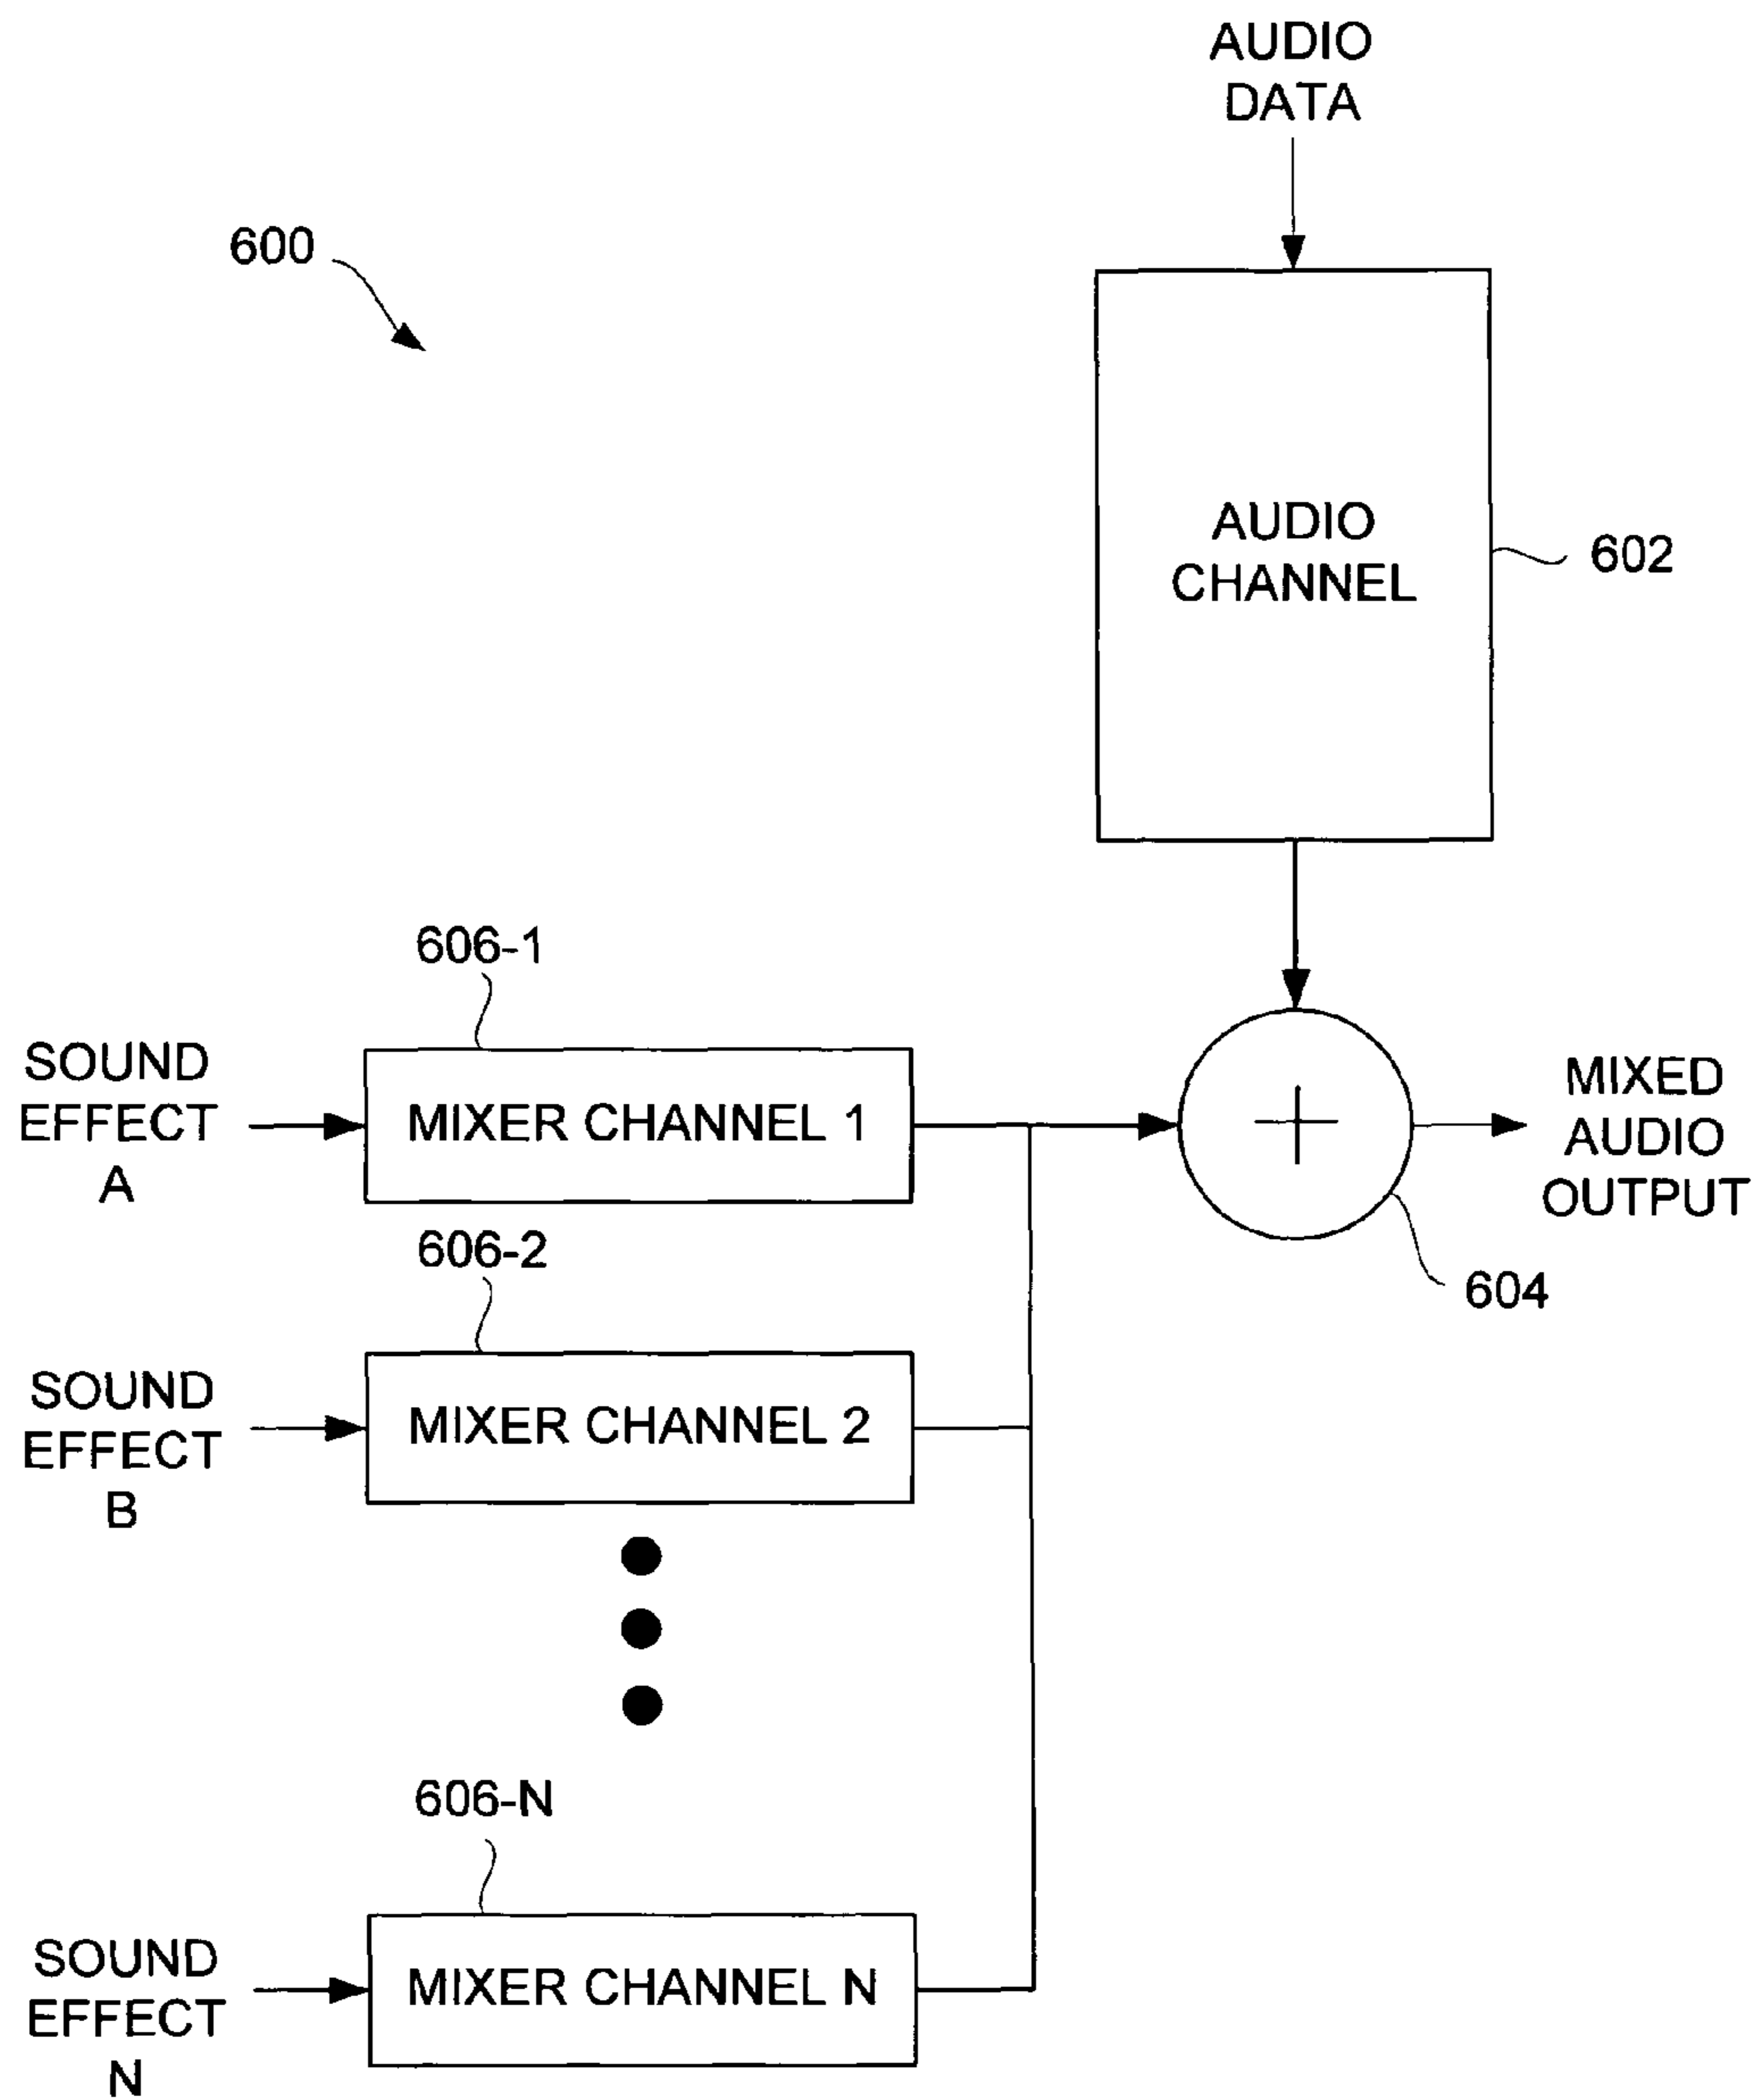 AUDIO
DATA
600
AUDIO
CHANNEL
602
606-1
SOUND
EFFECT
A
MIXER CHANNEL 1
MIXED
AUDIO
OUTPUT
604
606-2
SOUND
EFFECT
B
MIXER CHANNEL 2
606-N
SOUND
EFFECT
N
MIXER CHANNEL N